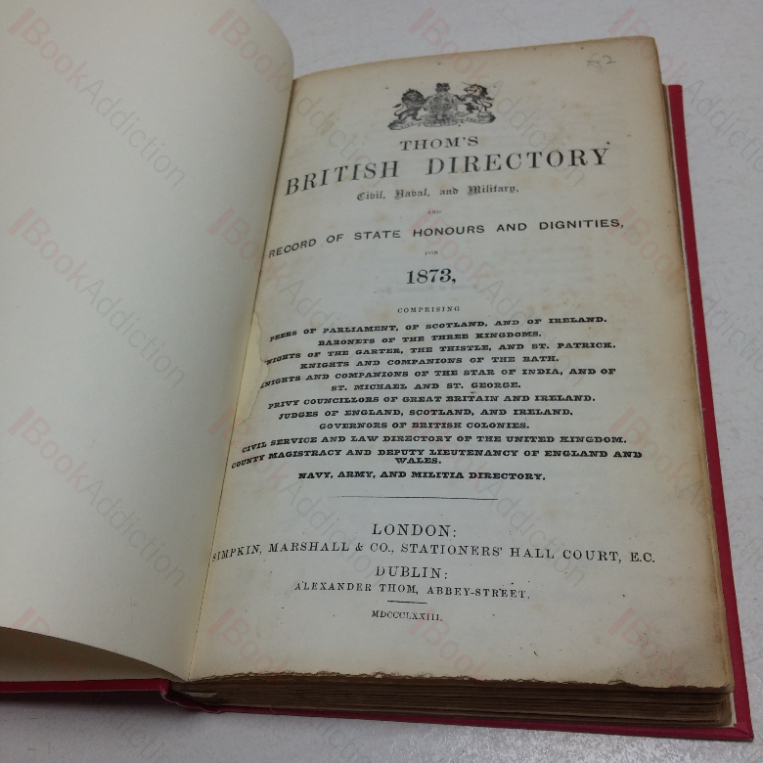 62
THOM'S
BRITISH DIRECTORY
Civil, Naval, and Military,
AND
RECORD OF STATE HONOURS AND DIGNITIES,
FOR
1873,
COMPRISING
PEERS OF PARLIAMENT, OF SCOTLAND, AND OF IRELAND.
BARONETS OF THE THREE KINGDOMS.
KNIGHTS OF THE GARTER, THE THISTLE, AND ST. PATRICK.
KNIGHTS AND COMPANIONS OF THE BATH.
KNIGHTS AND COMPANIONS OF THE STAR OF INDIA, AND OF
ST. MICHAEL AND ST. GEORGE.
PRIVY COUNCILLORS OF GREAT BRITAIN AND IRELAND.
JUDGES OF ENGLAND, SCOTLAND, AND IRELAND.
GOVERNORS OF BRITISH COLONIES.
CIVIL SERVICE AND LAW DIRECTORY OF THE UNITED KINGDOM.
COUNTY MAGISTRACY AND DEPUTY LIEUTENANCY OF ENGLAND AND
WALES.
NAVY, ARMY, AND MILITIA DIRECTORY.
LONDON:
SIMPKIN, MARSHALL & CO., STATIONERS' HALL COURT, E.C.
DUBLIN:
ALEXANDER THOM, ABBEY-STREET.
MDCCCLXXIII.
BookAddiction